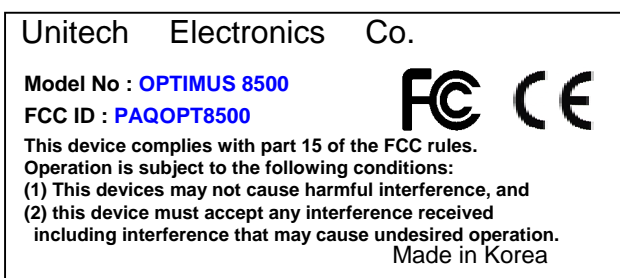 Unitech Electronics Co.
Model No : OPTIMUS 8500
FCC ID : PAQOPT8500
FC CE
This device complies with part 15 of the FCC rules.
Operation is subject to the following conditions:
(1) This devices may not cause harmful interference, and
(2) this device must accept any interference received
including interference that may cause undesired operation.
Made in Korea